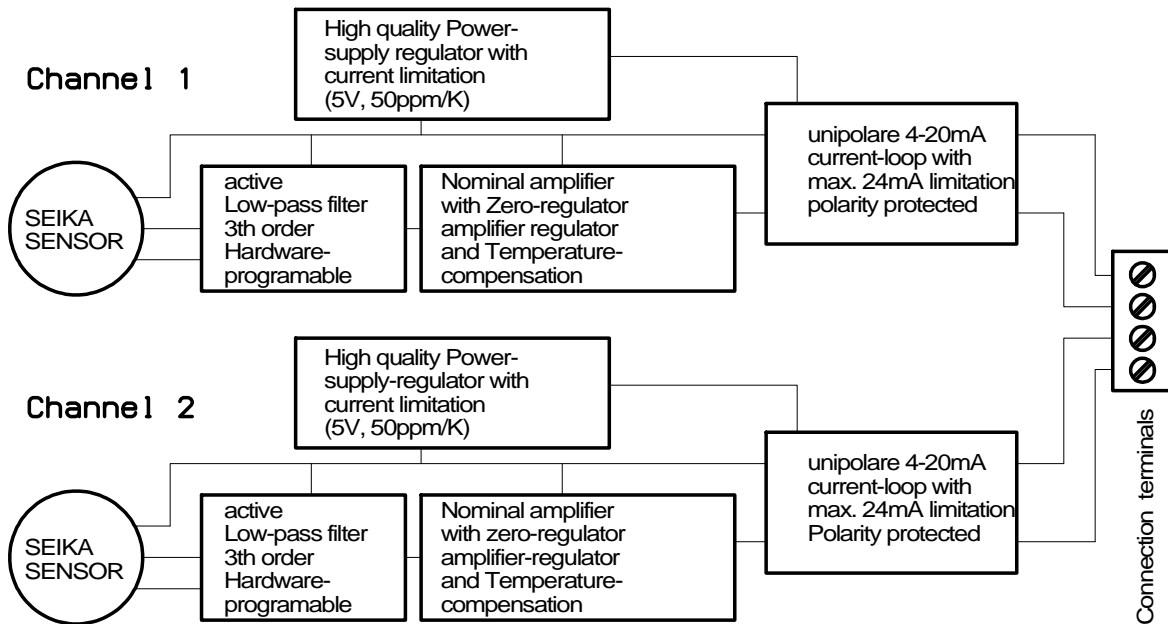 Channel 1
High quality Power-
supply regulator with
current limitation
(5V, 50ppm/K)
unipolare 4-20mA
current-loop with
max. 24mA limitation
polarity protected
SEIKA
SENSOR
active
Low-pass filter
3th order
Hardware-
programable
Nominal amplifier
with Zero-regulator
amplifier regulator
and Temperature-
compensation
Channel 2
High quality Power-
supply-regulator with
current limitation
(5V, 50ppm/K)
unipolare 4-20mA
current-loop with
max. 24mA limitation
Polarity protected
SEIKA
SENSOR
active
Low-pass filter
3th order
Hardware-
programable
Nominal amplifier
with zero-regulator
amplifier-regulator
and Temperature-
compensation
Connection terminals